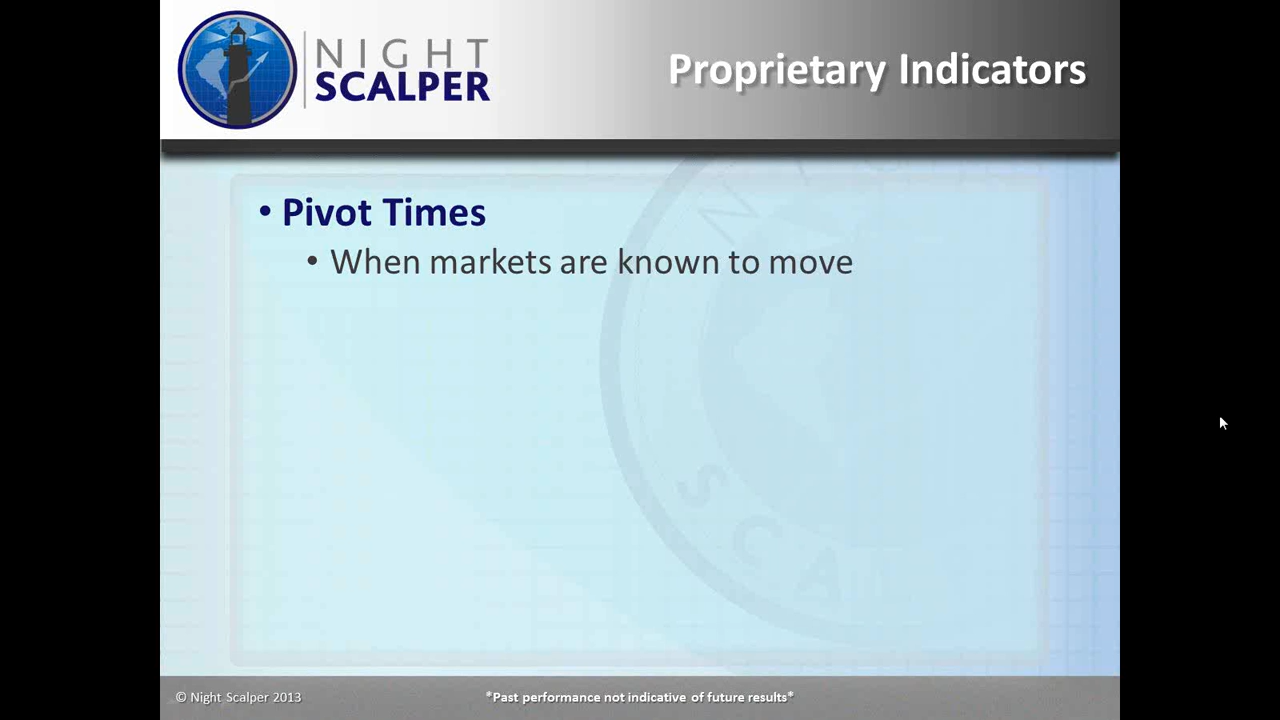 NIGHT
SCALPER
Proprietary Indicators
• Pivot Times
• When markets are known to move
© Night Scalper 2013
*Past performance not indicative of future results*